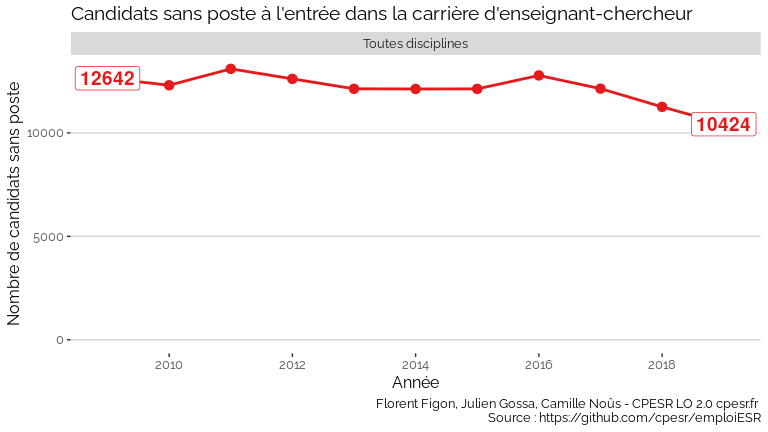 Candidats sans poste à l'entrée dans la carrière d'enseignant-chercheur
Toutes disciplines
12642
10424
Nombre de candidats sans poste
10000
5000
0
2010
2012
2014
2016
2018
Année
Florent Figon, Julien Gossa, Camille Noûs - CPESR LO 2.0 cpesr.fr
Source : https://github.com/cpesr/emploiESR